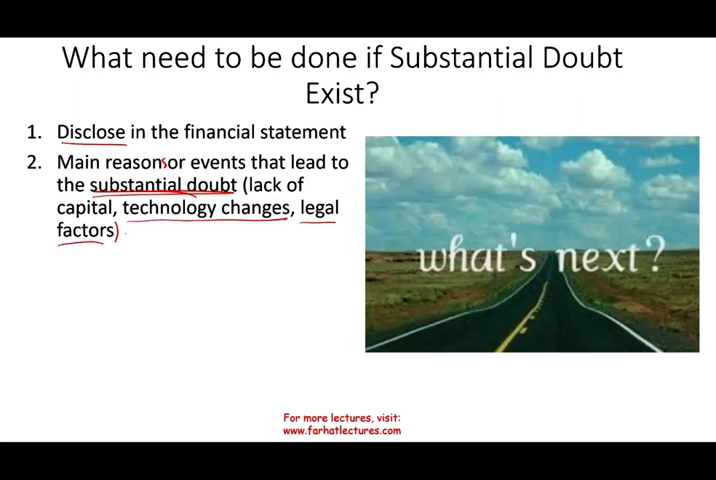 What need to be done if Substantial Doubt
Exist?
1. Disclose in the financial statement
2. Main reasons or events that lead to
the substantial doubt (lack of
capital, technology changes, legal
factors)
what's next?
For more lectures, visit:
www.farhatlectures.com